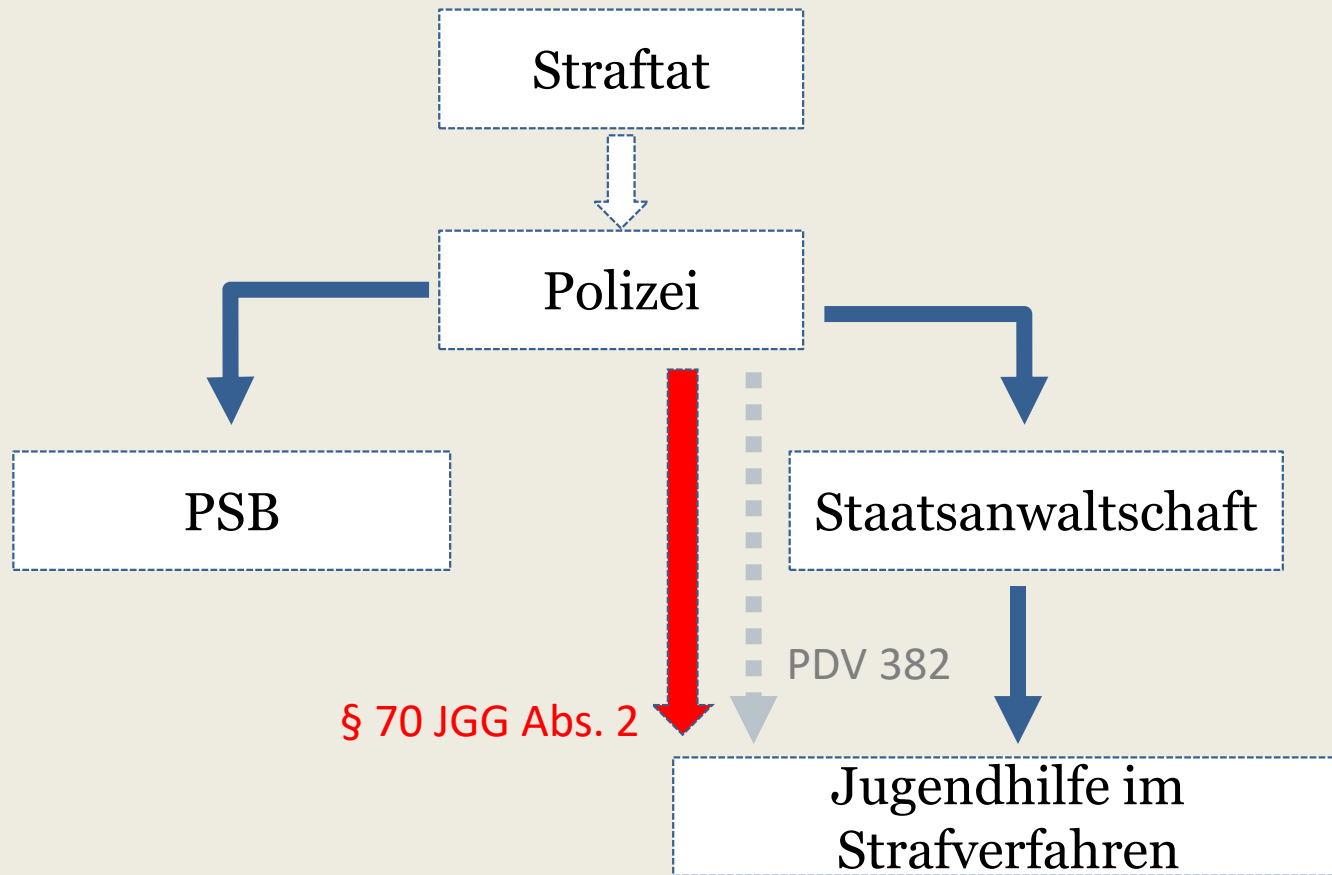 Straftat
Polizei
PSB
Staatsanwaltschaft
PDV 382
§ 70 JGG Abs. 2
Jugendhilfe im
Strafverfahren